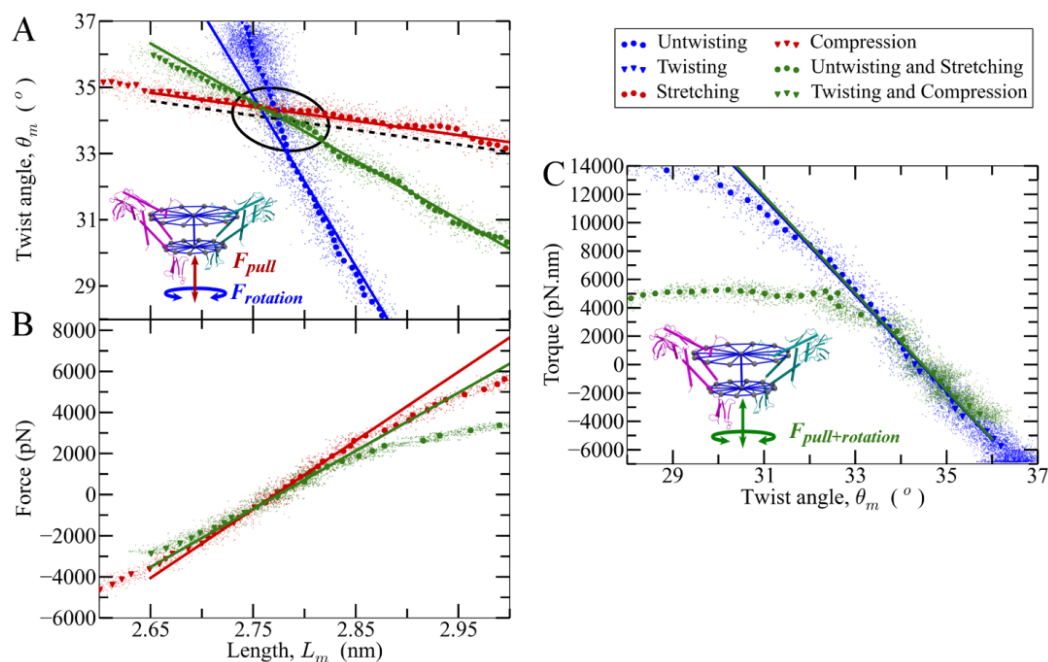 A
37
35
33
31
29
Twist angle, θm ( o )
Fpull
Frotation
Untwisting
Twisting
Stretching
Compression
Untwisting and Stretching
Twisting and Compression
B
8000
6000
4000
2000
0
−2000
−4000
−6000
Force (pN)
2.65
2.75
2.85
2.95
Length, Lm (nm)
C
14000
12000
10000
8000
6000
4000
2000
0
−2000
−4000
−6000
Torque (pN.nm)
Fpull+rotation
29
31
33
35
37
Twist angle, θm ( o )